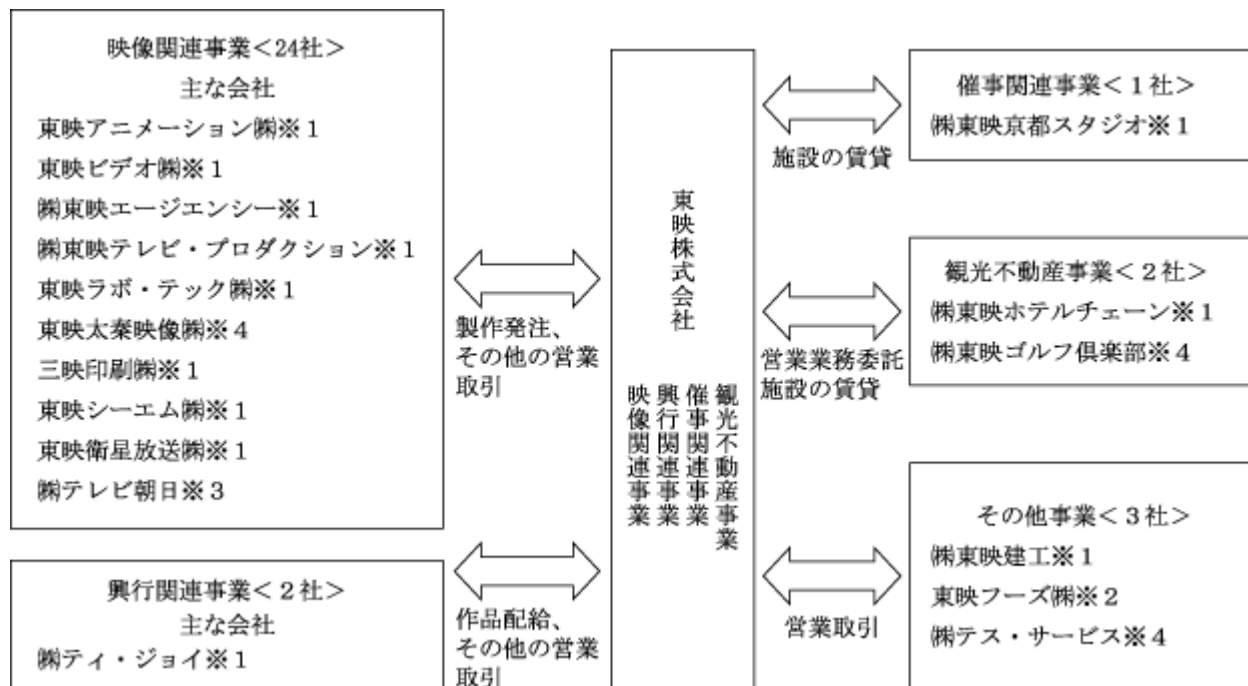 映像関連事業＜24社＞
主な会社
東映アニメーション㈱※１
東映ビデオ㈱※１
㈱東映エージエンシー※１
㈱東映テレビ・プロダクション※１
東映ラボ・テック㈱※１
東映太秦映像㈱※４
三映印刷㈱※１
東映シーエム㈱※１
東映衛星放送㈱※１
㈱テレビ朝日※３
興行関連事業＜２社＞
主な会社
㈱ティ・ジョイ※１
製作発注、
その他の営業
取引
作品配給、
その他の営業
取引
東映株式会社
観光不動産事業
催事関連事業
興行関連事業
映像関連事業
施設の賃貸
営業業務委託
施設の賃貸
営業取引
催事関連事業＜１社＞
㈱東映京都スタジオ※１
観光不動産事業＜２社＞
㈱東映ホテルチェーン※１
㈱東映ゴルフ倶楽部※４
その他事業＜３社＞
㈱東映建工※１
東映フーズ㈱※２
㈱テス・サービス※４